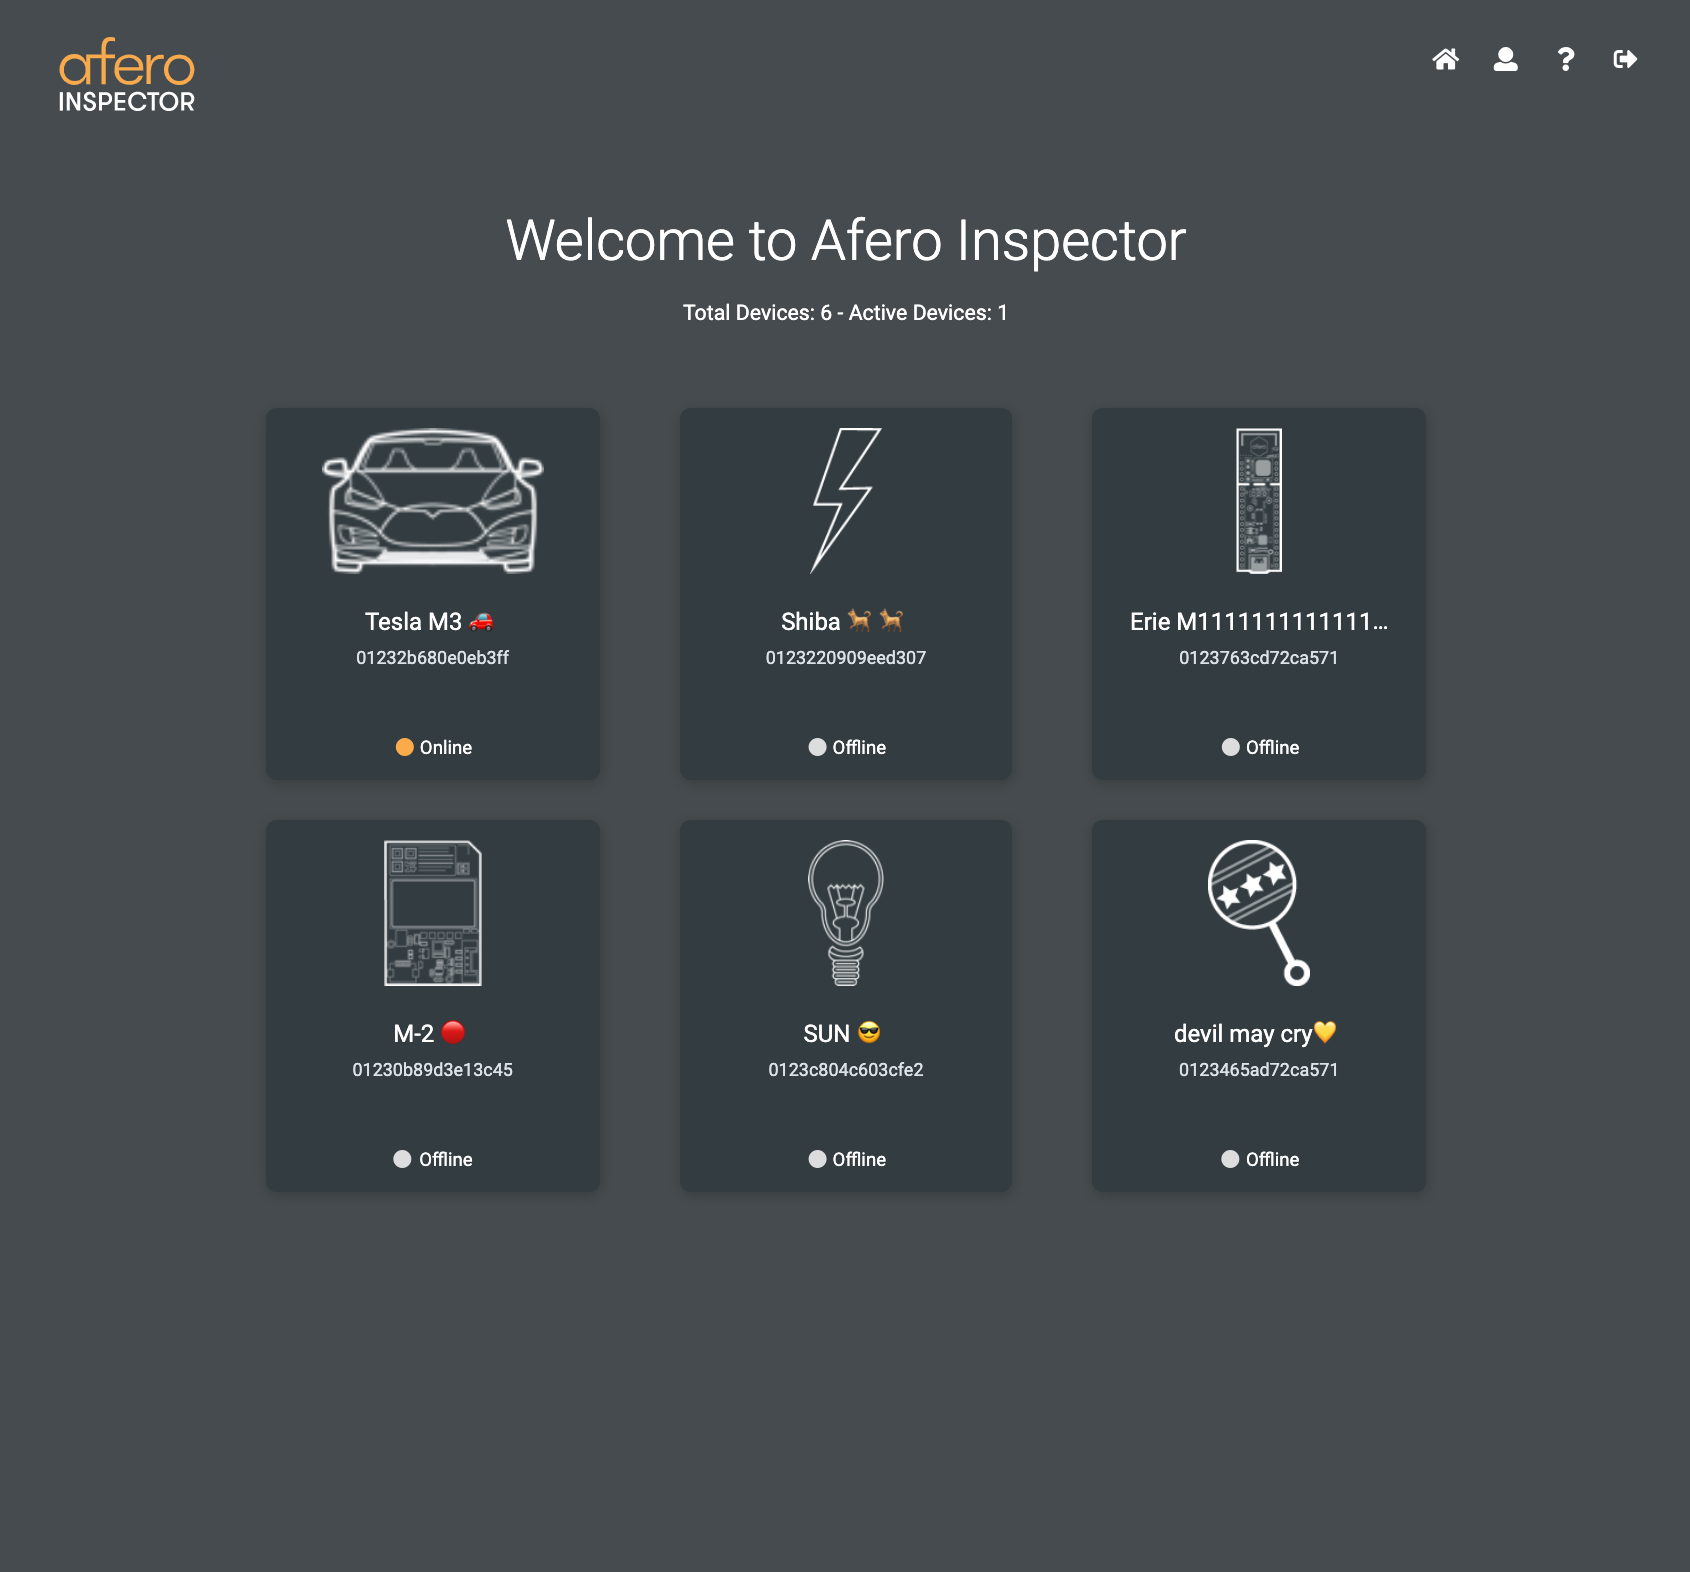 afero
INSPECTOR
Welcome to Afero Inspector
Total Devices: 6 - Active Devices: 1
Tesla M3 🚗
01232b680e0eb3ff
Online
Shiba 🐕 🐕
0123220909eed307
Offline
Erie M1111111111111...
0123763cd72ca571
Offline
M-2 🔴
01230b89d3e13c45
Offline
SUN 😎
0123c804c603cfe2
Offline
devil may cry💛
0123465ad72ca571
Offline